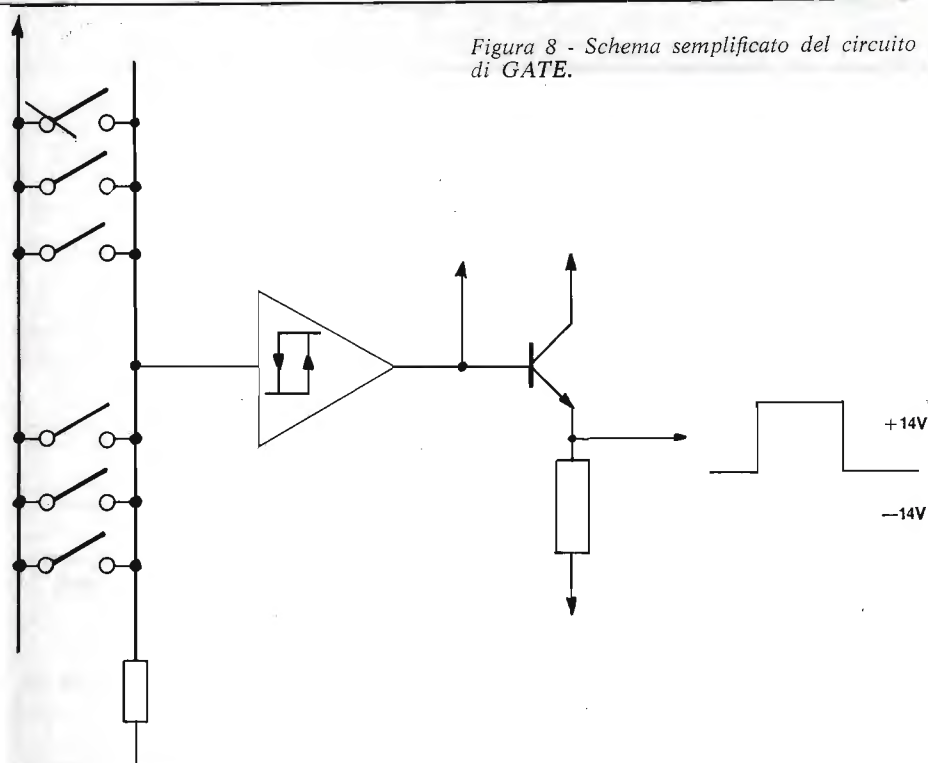 Figura 8 - Schema semplificato del circuito
di GATE.
+14V
—14V